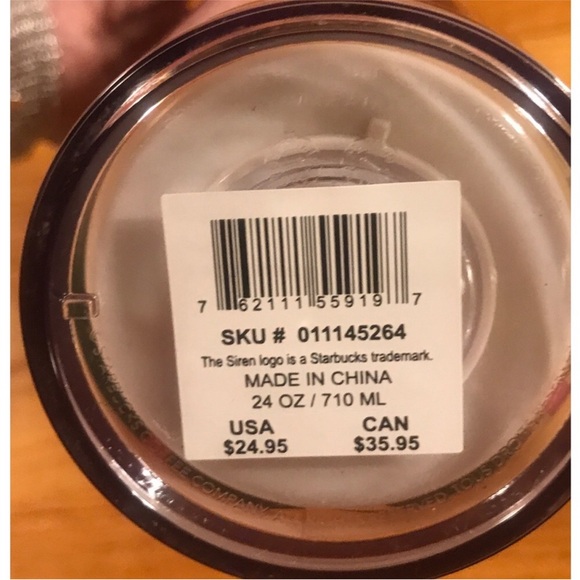 7 62111 55919 7
SKU # 011145264
The Siren logo is a Starbucks trademark.
MADE IN CHINA
24 OZ / 710 ML
USA CAN
$24.95 $35.95
COMPANY